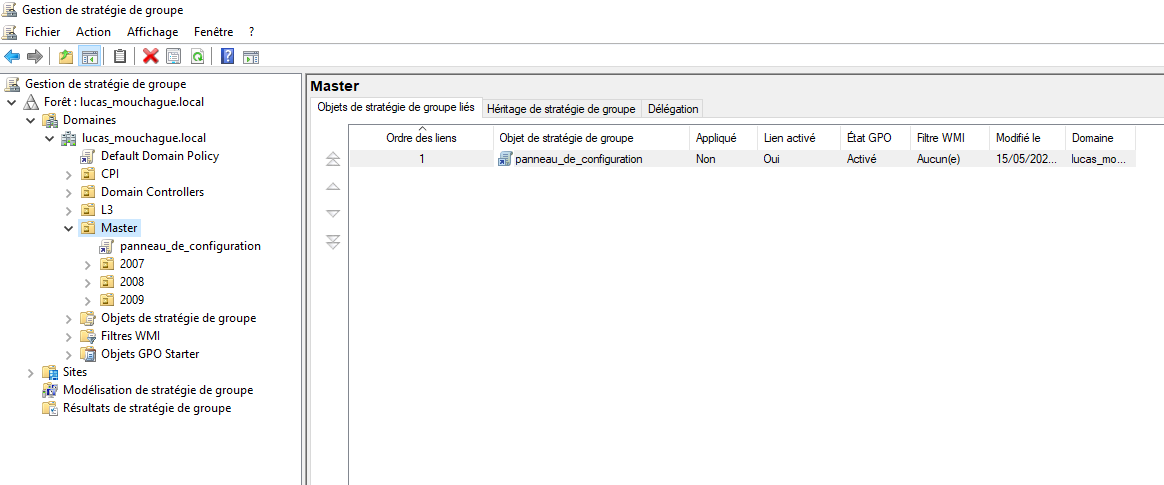 Gestion de stratégie de groupe
Fichier Action Affichage Fenêtre ?
Gestion de stratégie de groupe
Forêt : lucas_mouchague.local
Domaines
lucas_mouchague.local
Default Domain Policy
CPI
Domain Controllers
L3
Master
panneau_de_configuration
2007
2008
2009
Objets de stratégie de groupe
Filtres WMI
Objets GPO Starter
Sites
Modélisation de stratégie de groupe
Résultats de stratégie de groupe
Master
Objets de stratégie de groupe liés Héritage de stratégie de groupe Délégation
Ordre des liens Objet de stratégie de groupe Appliqué Lien activé État GPO Filtre WMI Modifié le Domaine
1 panneau_de_configuration Non Oui Activé Aucun(e) 15/05/202... lucas_mo...